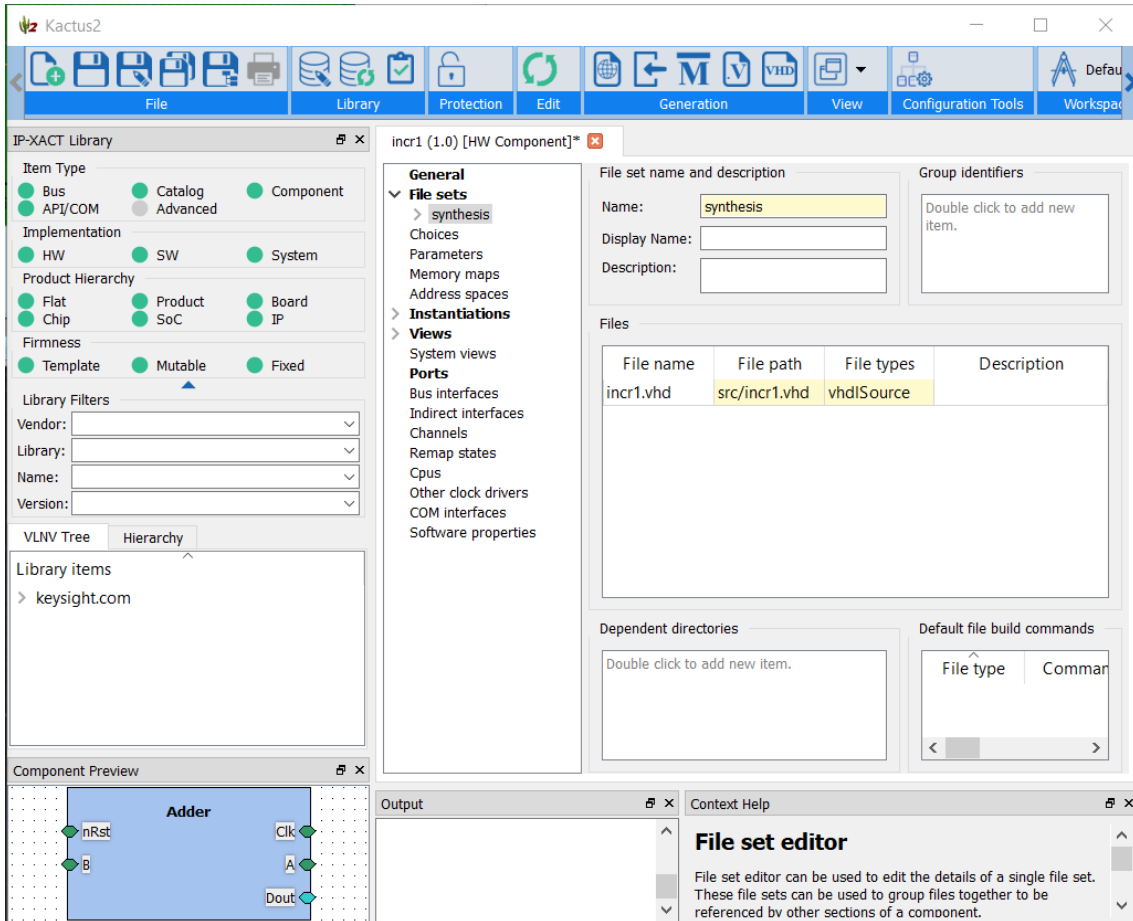 Kactus2
File
Library
Protection
Edit
Generation
View
Configuration Tools
Defau
Workspac
VHD
IP-XACT Library
Item Type
Bus
Catalog
Component
API/COM
Advanced
Implementation
HW
SW
System
Product Hierarchy
Flat
Product
Board
Chip
SoC
IP
Firmness
Template
Mutable
Fixed
Library Filters
Vendor:
Library:
Name:
Version:
VLNV Tree
Hierarchy
Library items
keysight.com
Component Preview
Adder
nRst
Clk
B
A
Dout
incr1 (1.0) [HW Component]*
General
File sets
synthesis
Choices
Parameters
Memory maps
Address spaces
Instantiations
Views
System views
Ports
Bus interfaces
Indirect interfaces
Channels
Remap states
Cpus
Other clock drivers
COM interfaces
Software properties
File set name and description
Name: synthesis
Display Name:
Description:
Group identifiers
Double click to add new
item.
Files
File name File path File types Description
incr1.vhd src/incr1.vhd vhdlSource
Dependent directories
Double click to add new item.
Default file build commands
File type Comman
Output
Context Help
File set editor
File set editor can be used to edit the details of a single file set.
These file sets can be used to group files together to be
referenced by other sections of a component.